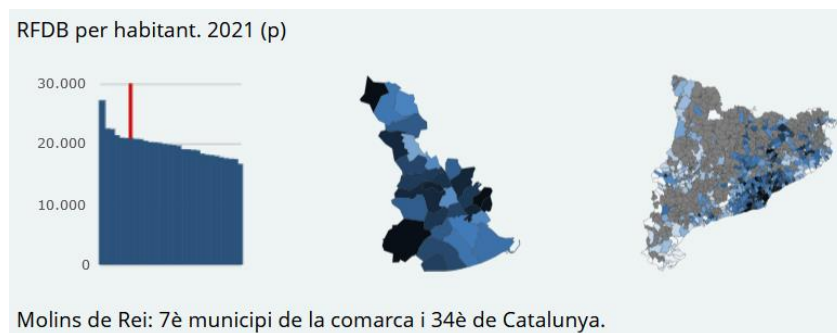 RFDB per habitant. 2021 (p)
30.000
20.000
10.000
0
Molins de Rei: 7è municipi de la comarca i 34è de Catalunya.